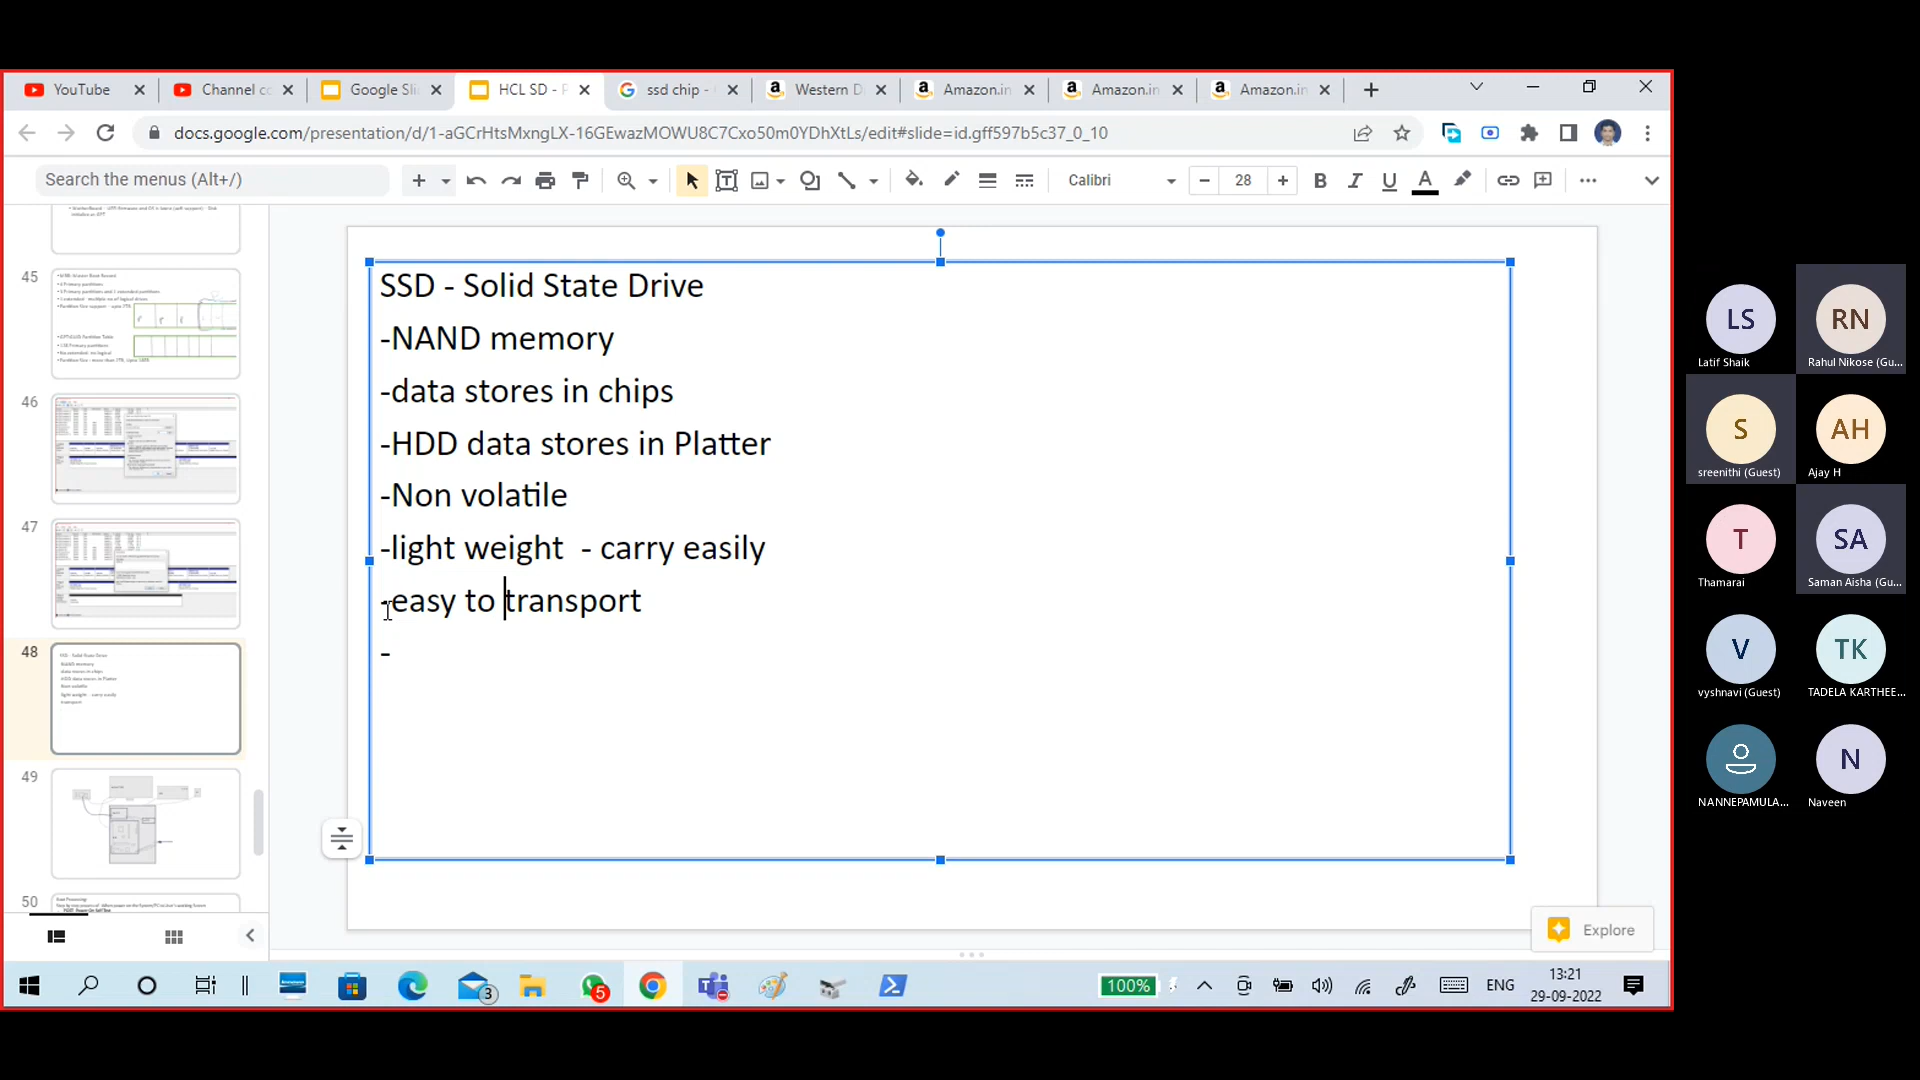 YouTube
Channel co
Google Sli
HCL SD - P
ssd chip -
Western D
Amazon.in
Amazon.in
Amazon.in
docs.google.com/presentation/d/1-aGCrHtsMxngLX-16GEwazMOWU8C7Cxo50m0YDhXtLs/edit#slide=id.gff597b5c37_0_10
Search the menus (Alt+/)
Calibri
28
B I U A
45
46
47
48
49
50
SSD - Solid State Drive
-NAND memory
-data stores in chips
-HDD data stores in Platter
-Non volatile
-light weight - carry easily
-easy to transport
-
Explore
LS
Latif Shaik
RN
Rahul Nikose (Gu...
S
sreenithi (Guest)
AH
Ajay H
T
Thamarai
SA
Saman Aisha (Gu...
V
vyshnavi (Guest)
TK
TADELA KARTHEE...
NANNEPAMULA...
N
Naveen
3
5
100%
ENG
13:21
29-09-2022